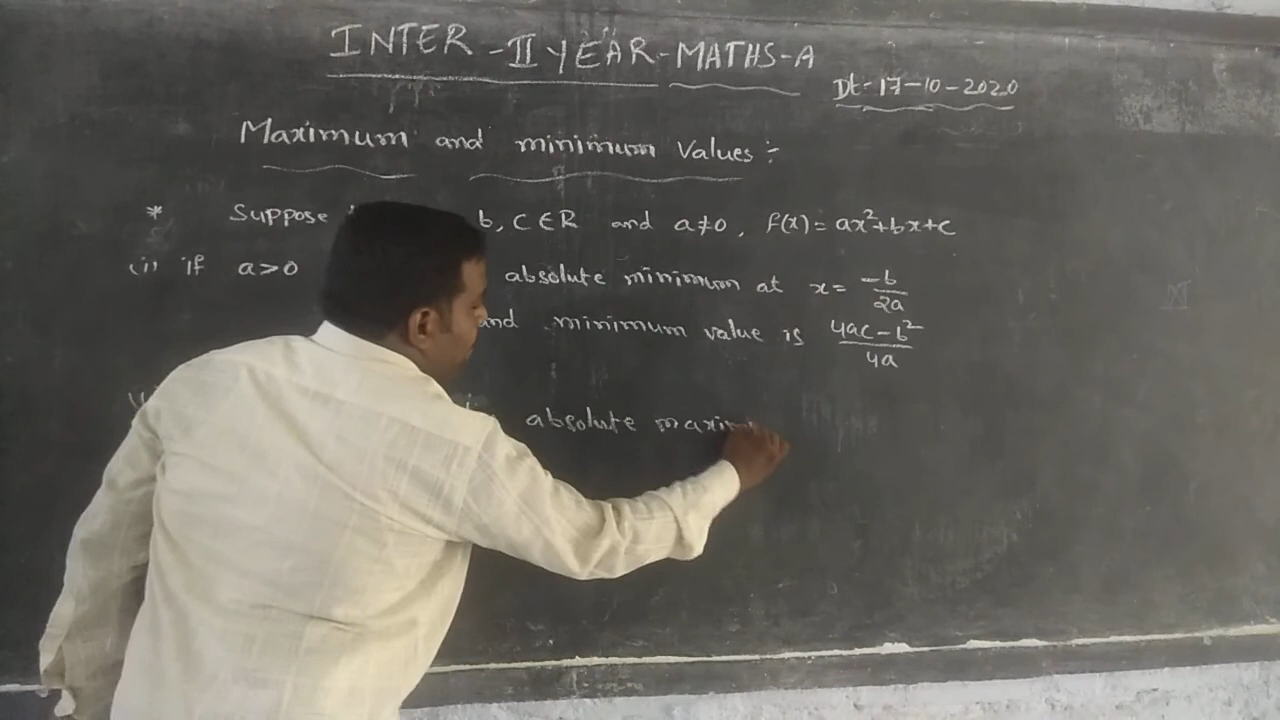 INTER - II YEAR - MATHS - A
Dt:- 17-10-2020
Maximum and minimum Values :-
* Suppose b, C ∈ R and a≠0, f(x) = ax²+bx+c
(i) if a>0 absolute minimum at x = -b/2a
and minimum value is 4ac-b²/4a
absolute maxim